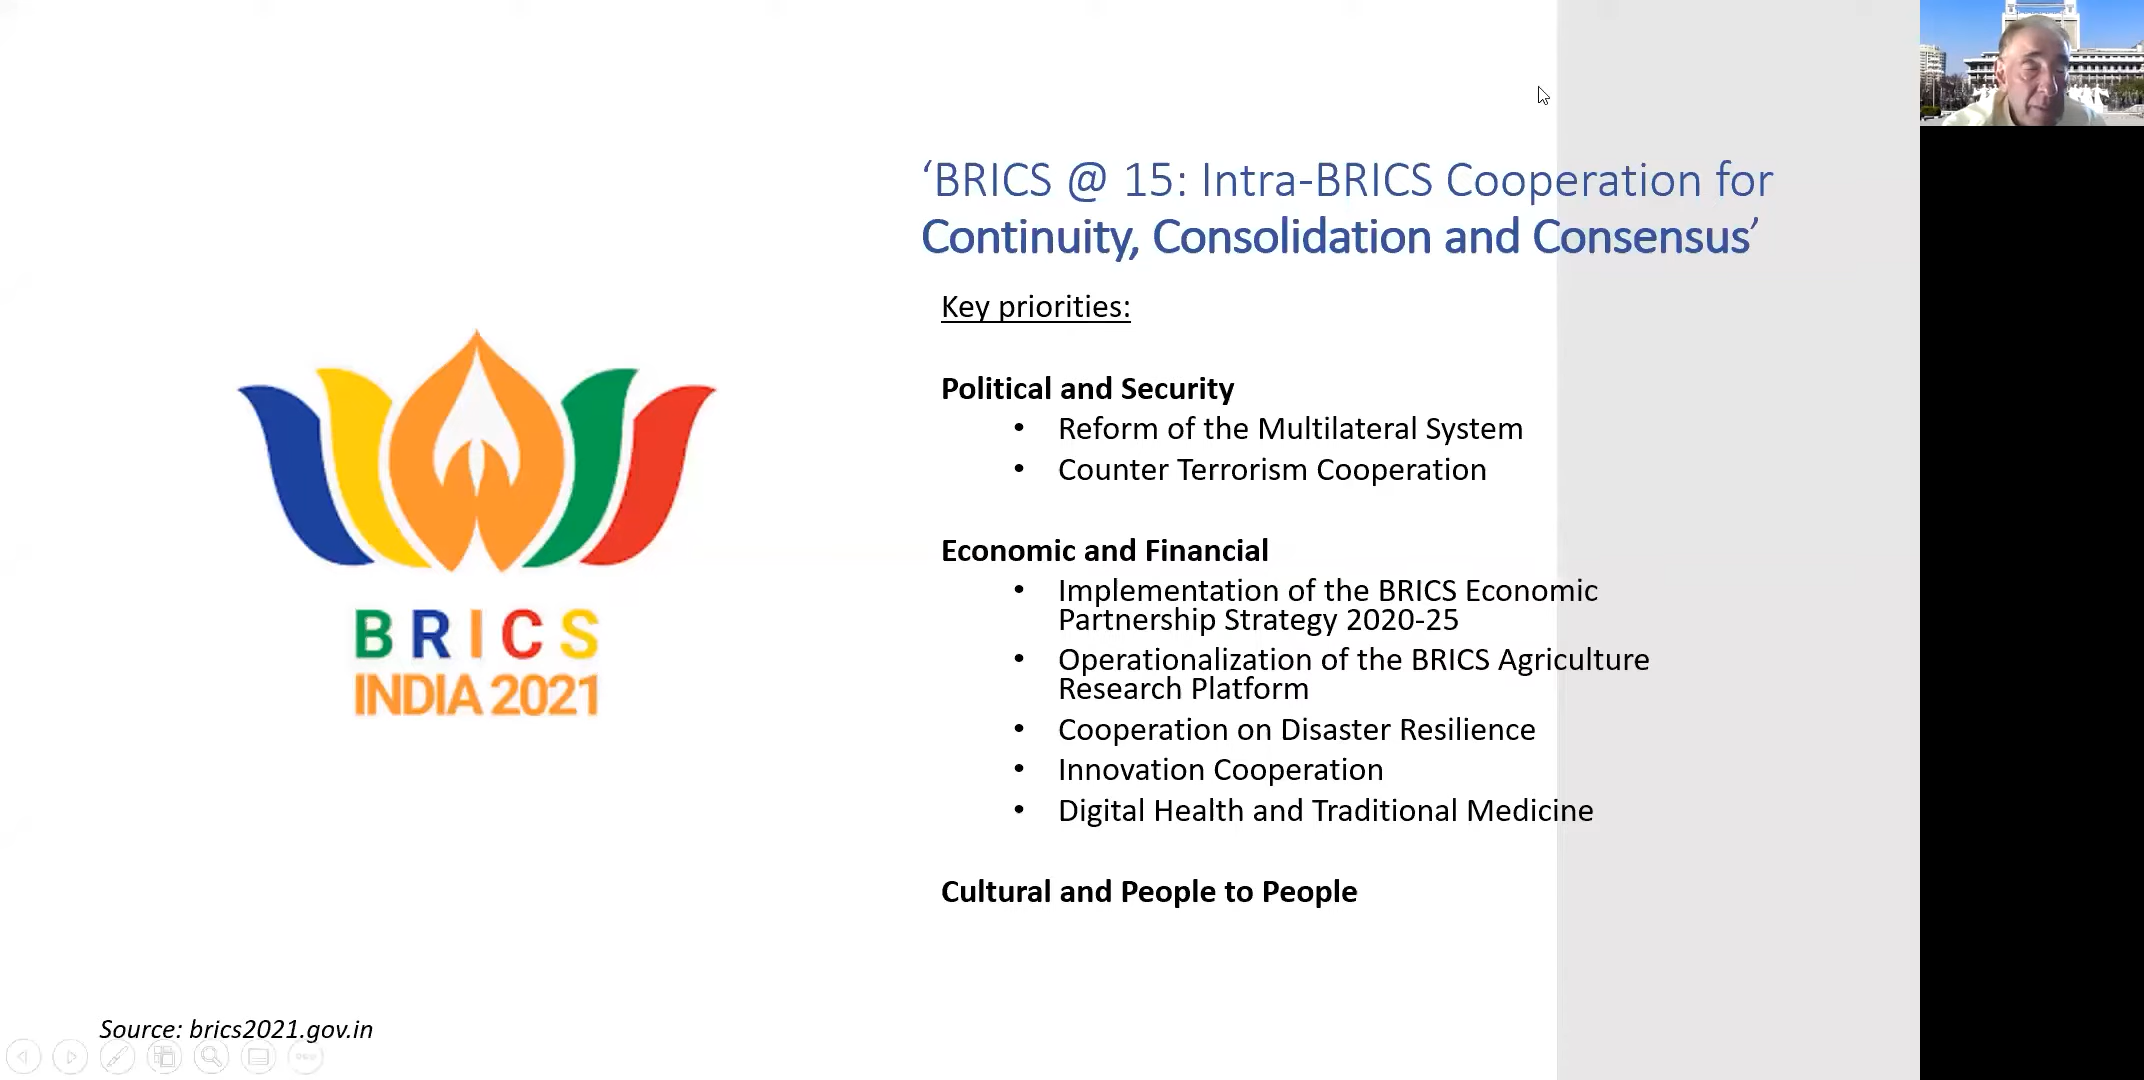 ‘BRICS @ 15: Intra-BRICS Cooperation for
Continuity, Consolidation and Consensus’
Key priorities:
Political and Security
• Reform of the Multilateral System
• Counter Terrorism Cooperation
Economic and Financial
• Implementation of the BRICS Economic
Partnership Strategy 2020-25
• Operationalization of the BRICS Agriculture
Research Platform
• Cooperation on Disaster Resilience
• Innovation Cooperation
• Digital Health and Traditional Medicine
Cultural and People to People
BRICS
INDIA 2021
Source: brics2021.gov.in